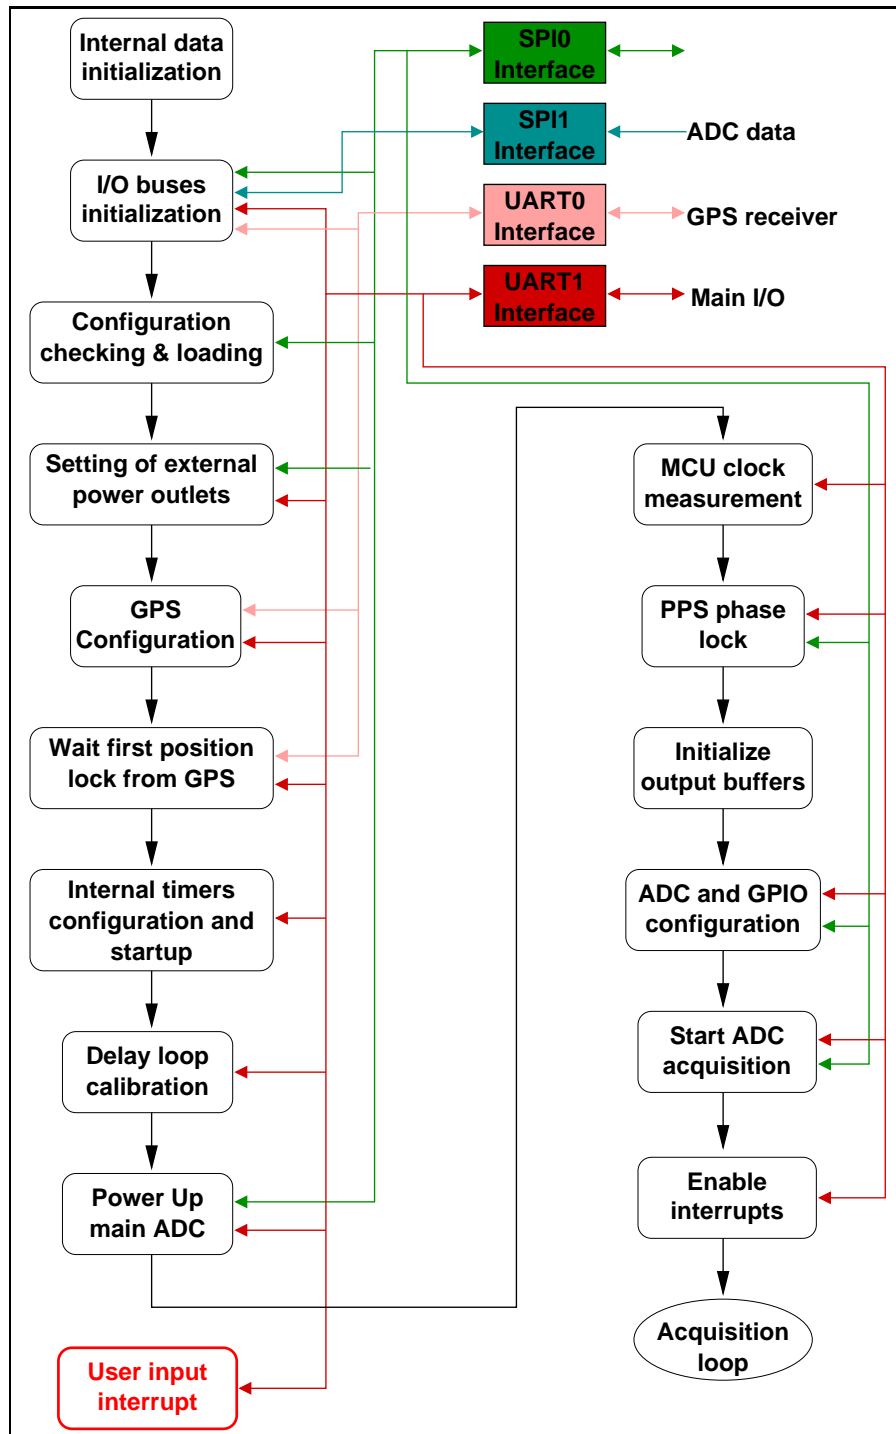 Internal data
initialization
I/O buses
initialization
Configuration
checking & loading
Setting of external
power outlets
GPS
Configuration
Wait first position
lock from GPS
Internal timers
configuration and
startup
Delay loop
calibration
Power Up
main ADC
User input
interrupt
SPI0
Interface
SPI1
Interface
ADC data
UART0
Interface
GPS receiver
UART1
Interface
Main I/O
MCU clock
measurement
PPS phase
lock
Initialize
output buffers
ADC and GPIO
configuration
Start ADC
acquisition
Enable
interrupts
Acquisition
loop